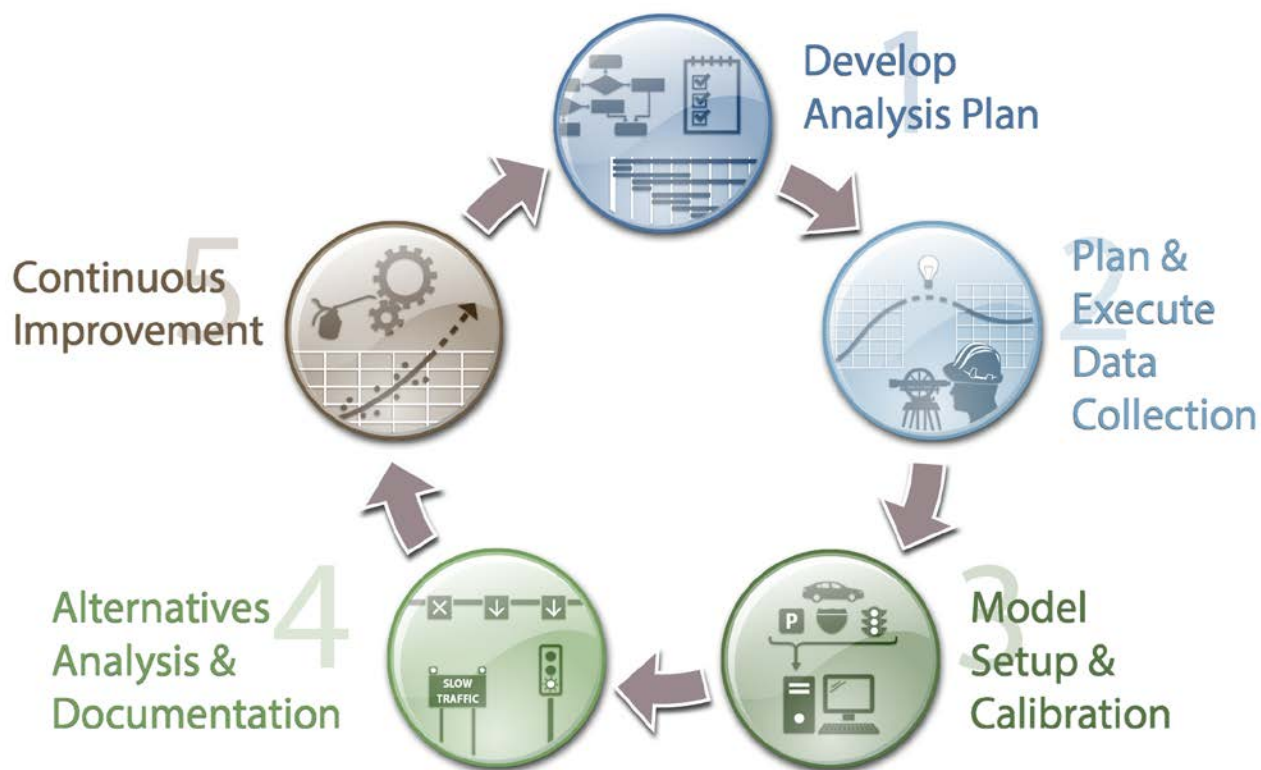 1
Develop
Analysis Plan
2
Plan &
Execute
Data
Collection
3
Model
Setup &
Calibration
P
4
Alternatives
Analysis &
Documentation
SLOW
TRAFFIC
5
Continuous
Improvement